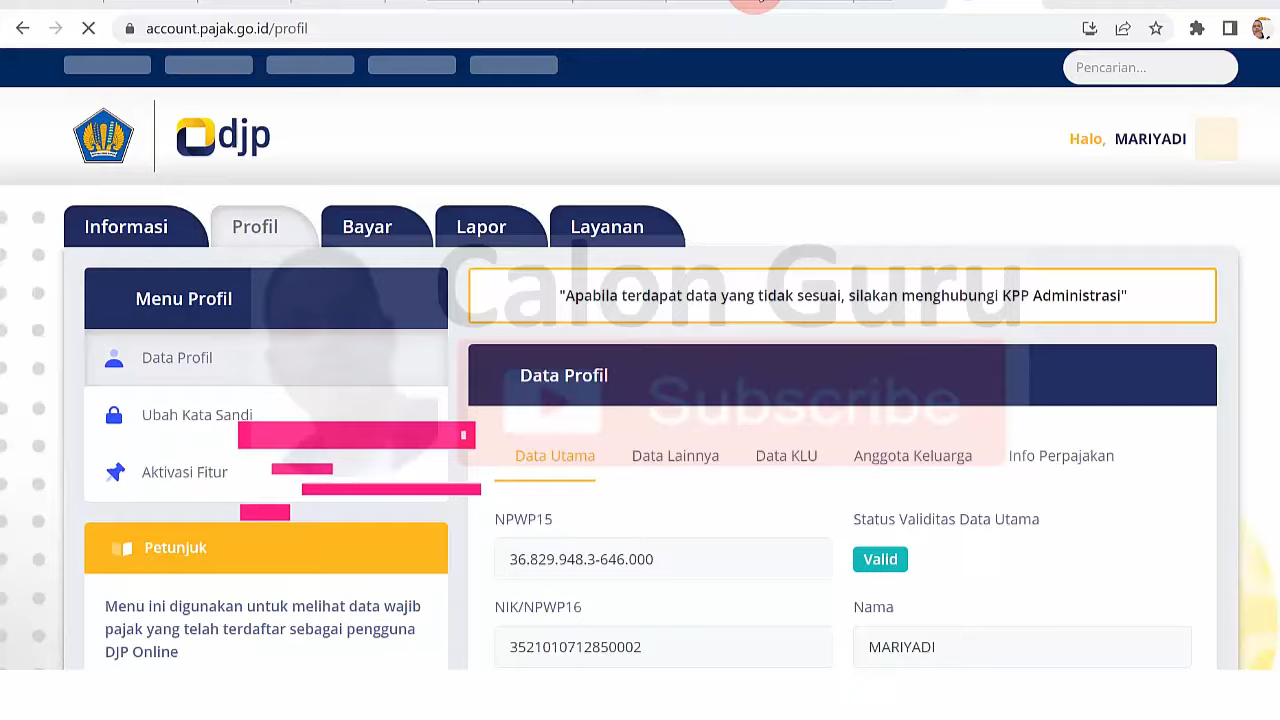 account.pajak.go.id/profil
Pencarian...
djp
Halo, MARIYADI
Informasi
Profil
Bayar
Lapor
Layanan
Calon Guru
Menu Profil
"Apabila terdapat data yang tidak sesuai, silakan menghubungi KPP Administrasi"
Data Profil
Data Profil
Subscribe
Ubah Kata Sandi
Data Utama
Data Lainnya
Data KLU
Anggota Keluarga
Info Perpajakan
Aktivasi Fitur
NPWP15
Status Validitas Data Utama
Petunjuk
36.829.948.3-646.000
Valid
Menu ini digunakan untuk melihat data wajib
pajak yang telah terdaftar sebagai pengguna
DJP Online
NIK/NPWP16
Nama
3521010712850002
MARIYADI